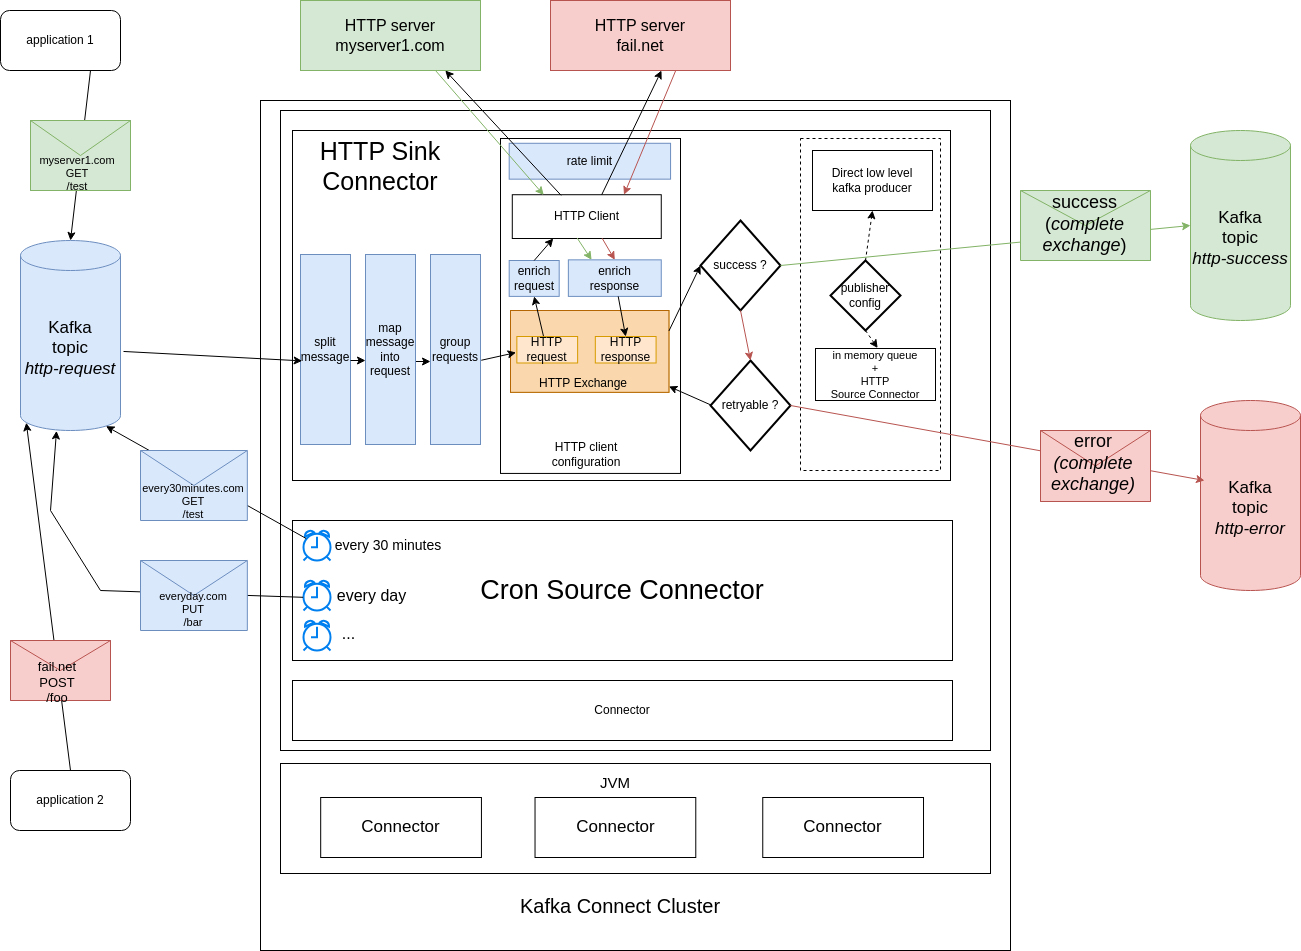 application 1
HTTP server
myserver1.com
HTTP server
fail.net
myserver1.com
GET
/test
HTTP Sink
Connector
rate limit
HTTP Client
enrich
request
enrich
response
HTTP
request
HTTP
response
HTTP Exchange
HTTP client
configuration
split
message
map
message
into
request
group
requests
success ?
retryable ?
Direct low level
kafka producer
publisher
config
in memory queue
+
HTTP
Source Connector
success
(complete
exchange)
Kafka
topic
http-success
error
(complete
exchange)
Kafka
topic
http-error
Kafka
topic
http-request
every30minutes.com
GET
/test
everyday.com
PUT
/bar
fail.net
POST
/foo
application 2
every 30 minutes
every day
...
Cron Source Connector
Connector
JVM
Connector
Connector
Connector
Kafka Connect Cluster